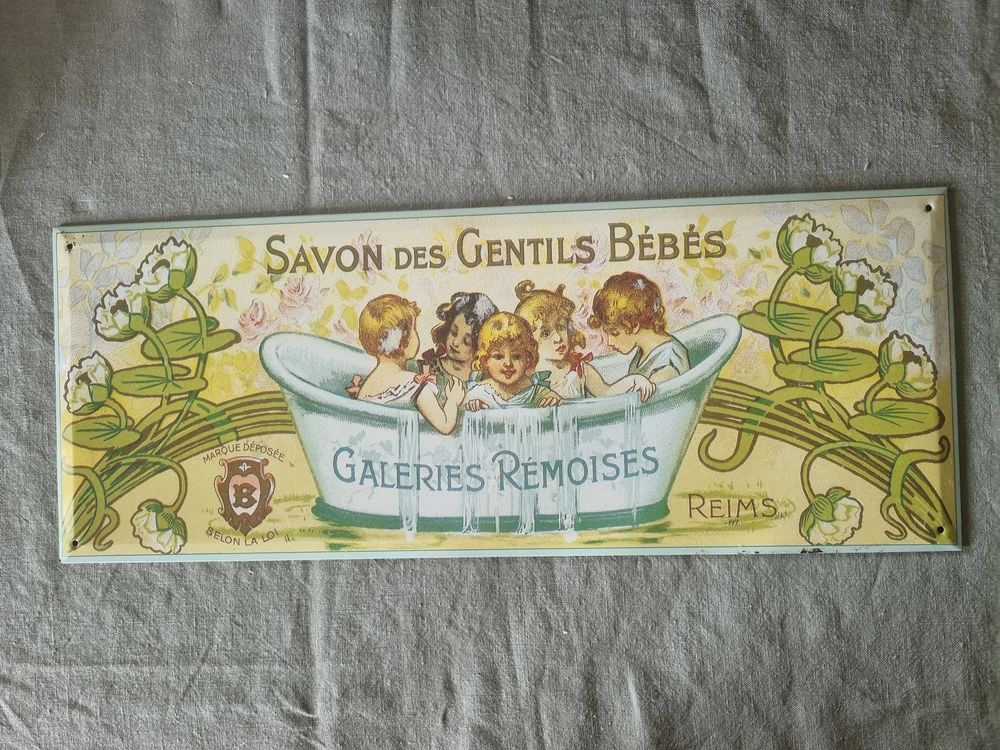 SAVON DES GENTILS BÉBÉS
GALERIES RÉMOISES
MARQUE DÉPOSÉE
B
SELON LA LOI
REIMS